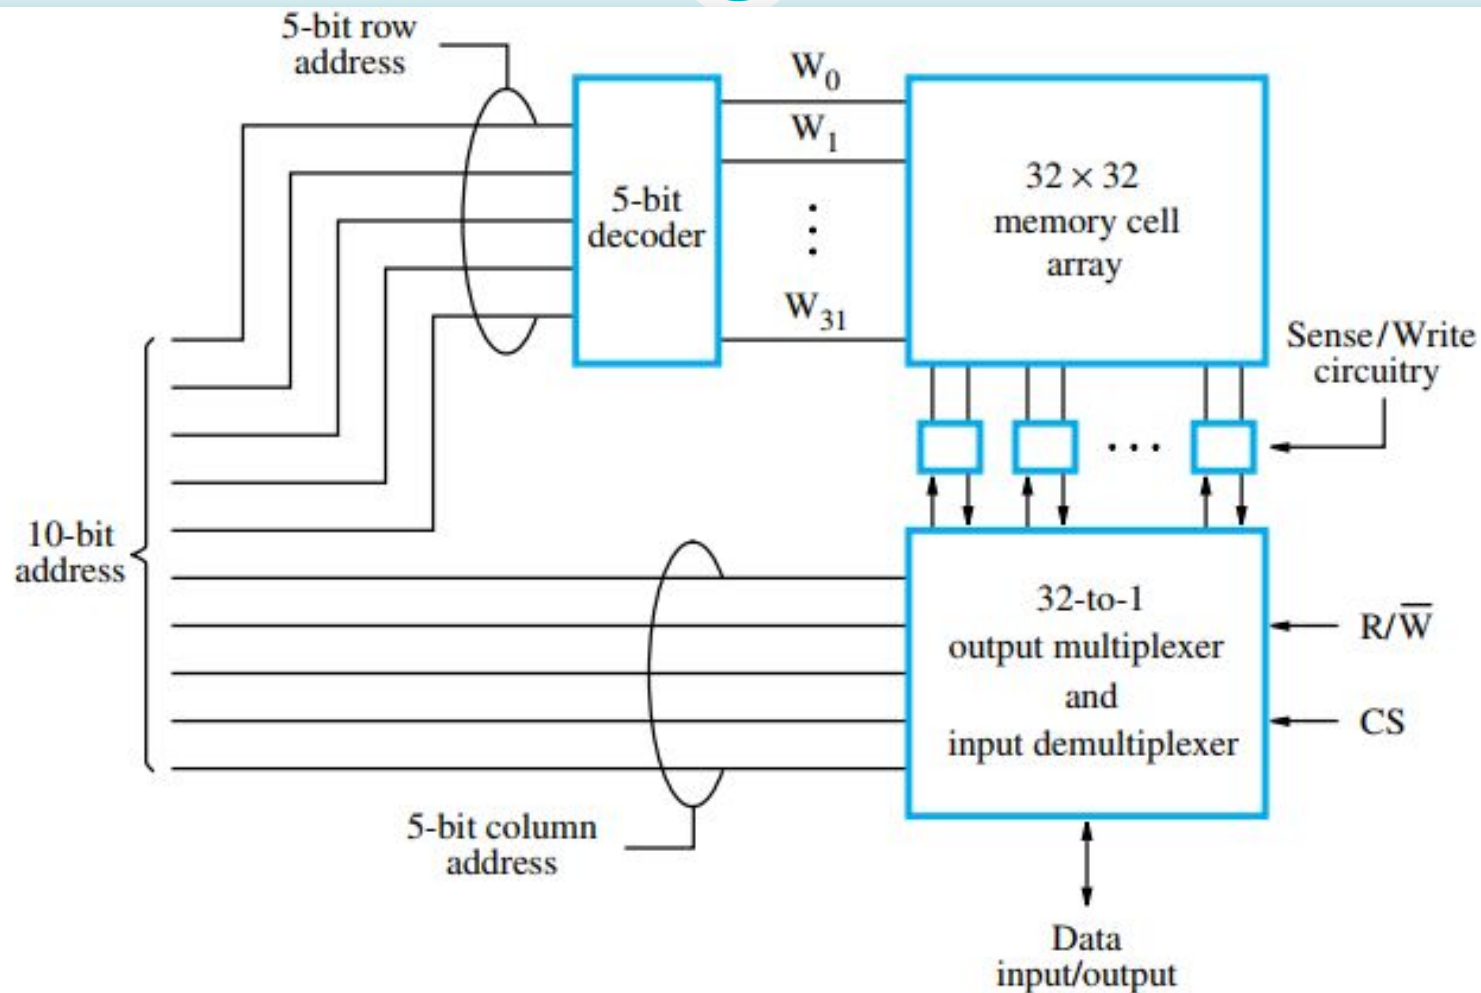 5-bit row
address
W0
W1
W31
5-bit
decoder
32 × 32
memory cell
array
Sense/Write
circuitry
10-bit
address
32-to-1
output multiplexer
and
input demultiplexer
R/W̅
CS
5-bit column
address
Data
input/output